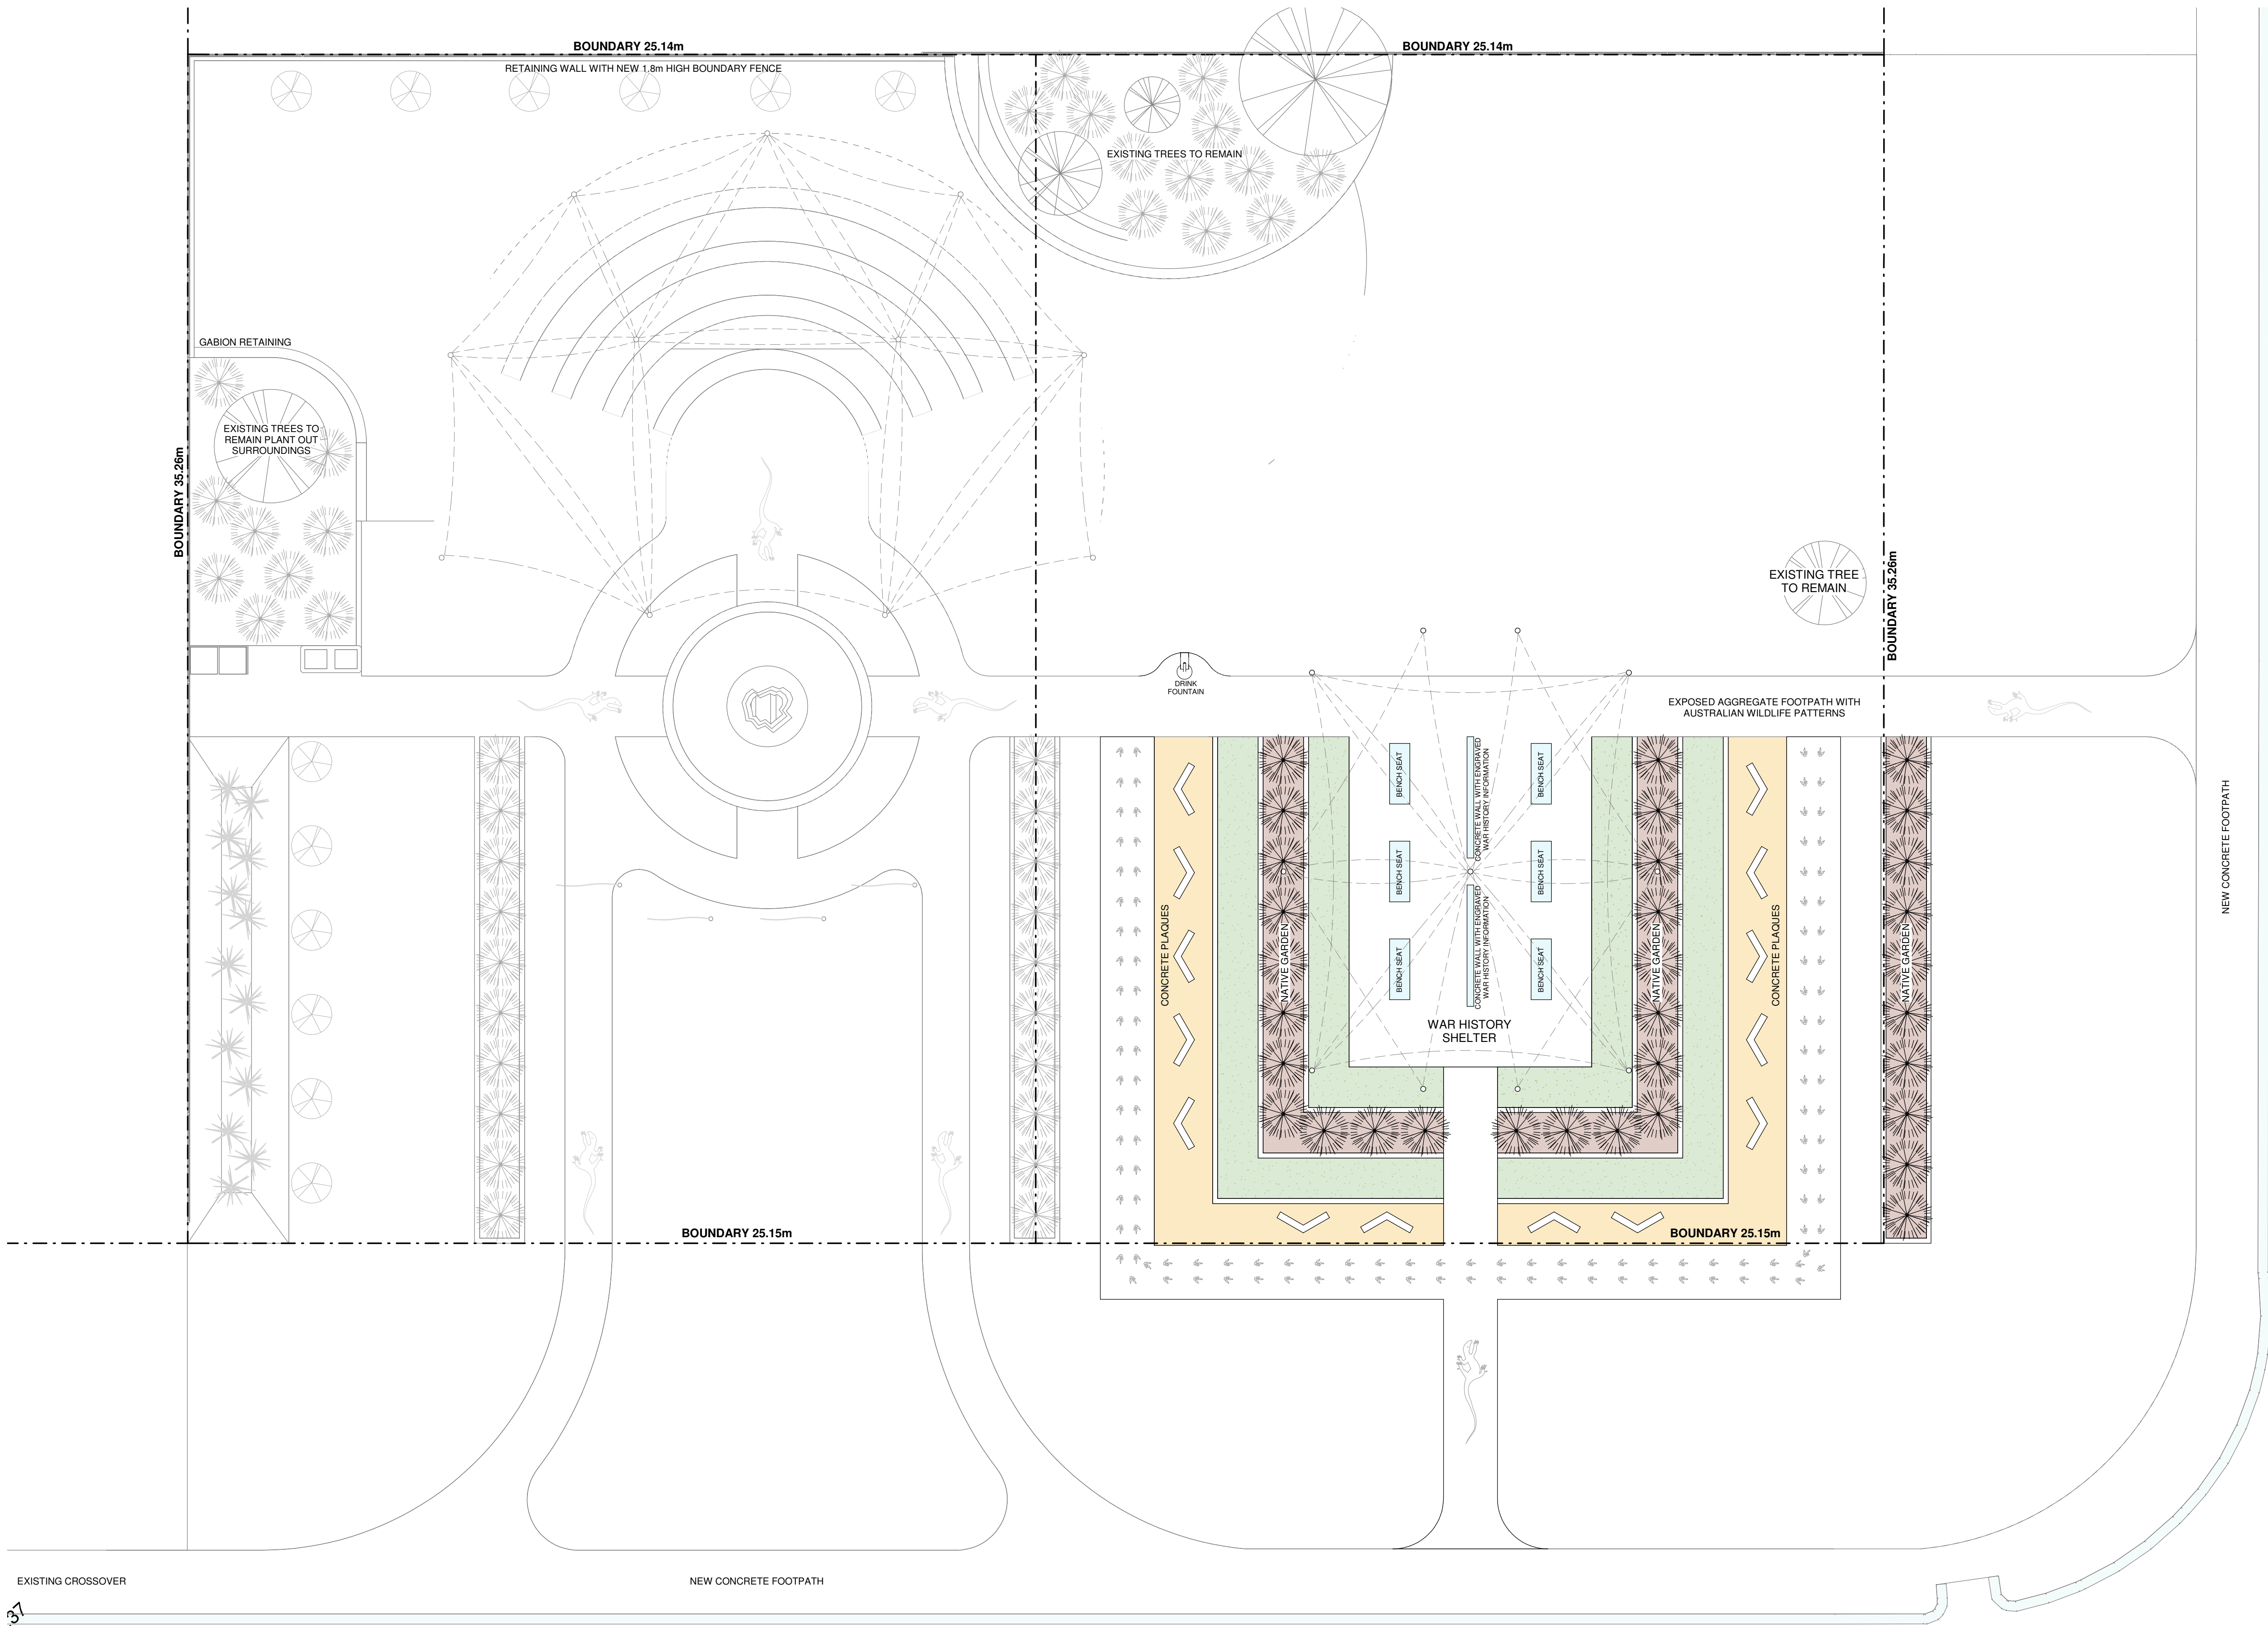 BOUNDARY 25.14m
BOUNDARY 25.14m
RETAINING WALL WITH NEW 1.8m HIGH BOUNDARY FENCE
EXISTING TREES TO REMAIN
GABION RETAINING
EXISTING TREES TO
REMAIN PLANT OUT
SURROUNDINGS
BOUNDARY 35.26m
EXISTING TREE
TO REMAIN
BOUNDARY 35.26m
DRINK
FOUNTAIN
EXPOSED AGGREGATE FOOTPATH WITH
AUSTRALIAN WILDLIFE PATTERNS
BENCH SEAT
CONCRETE WALL WITH ENGRAVED
WAR HISTORY INFORMATION
BENCH SEAT
NEW CONCRETE FOOTPATH
BENCH SEAT
BENCH SEAT
CONCRETE PLAQUES
NATIVE GARDEN
BENCH SEAT
CONCRETE WALL WITH ENGRAVED
WAR HISTORY INFORMATION
BENCH SEAT
NATIVE GARDEN
CONCRETE PLAQUES
NATIVE GARDEN
WAR HISTORY
SHELTER
BOUNDARY 25.15m
BOUNDARY 25.15m
EXISTING CROSSOVER
NEW CONCRETE FOOTPATH
37